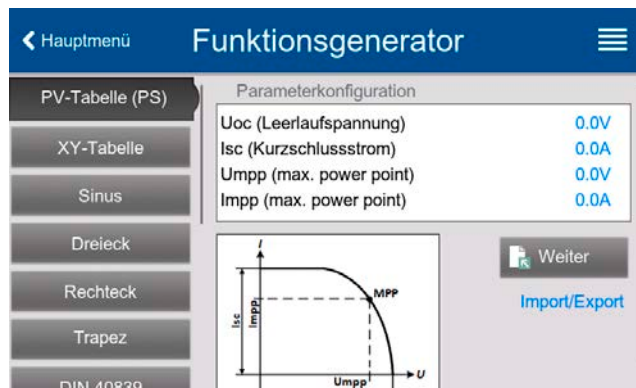 Hauptmenü
Funktionsgenerator
PV-Tabelle (PS)
XY-Tabelle
Sinus
Dreieck
Rechteck
Trapez
DIN 40839
Parameterkonfiguration
Uoc (Leerlaufspannung) 0.0V
Isc (Kurzschlussstrom) 0.0A
Umpp (max. power point) 0.0V
Impp (max. power point) 0.0A
I
Isc
Impp
MPP
Umpp
U
Weiter
Import/Export